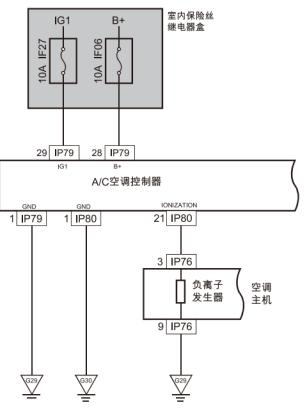 室内保险丝
继电器盒
IG1 B+
10A IF27
10A IF06
29 IP79 28 IP79
IG1 B+
A/C空调控制器
GND GND IONIZATION
1 IP79 1 IP80 21 IP80
3 IP76
负离子
发生器
空调
主机
9 IP76
G29 G30 G29